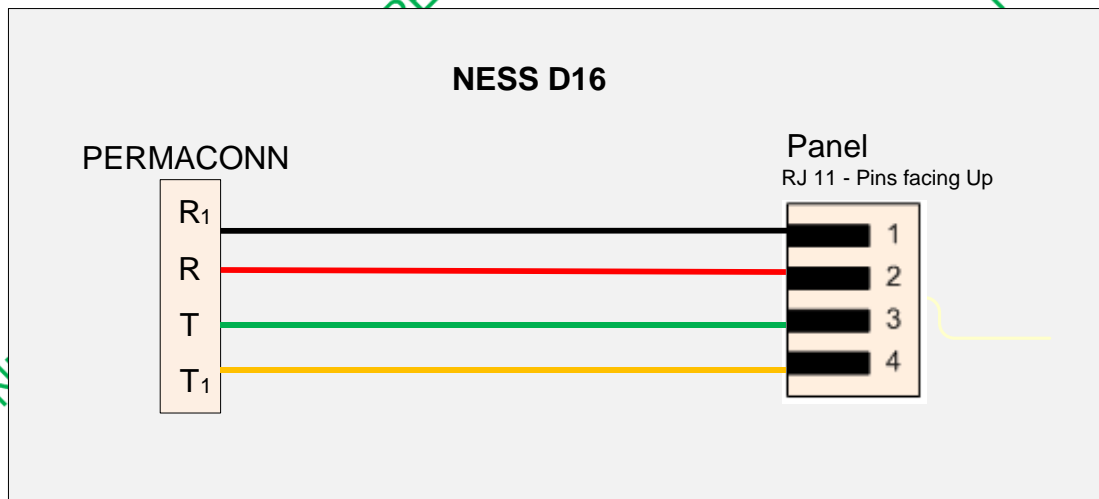 NESS D16
PERMACONN
Panel
RJ 11 - Pins facing Up
R1
R
T
T1
1
2
3
4